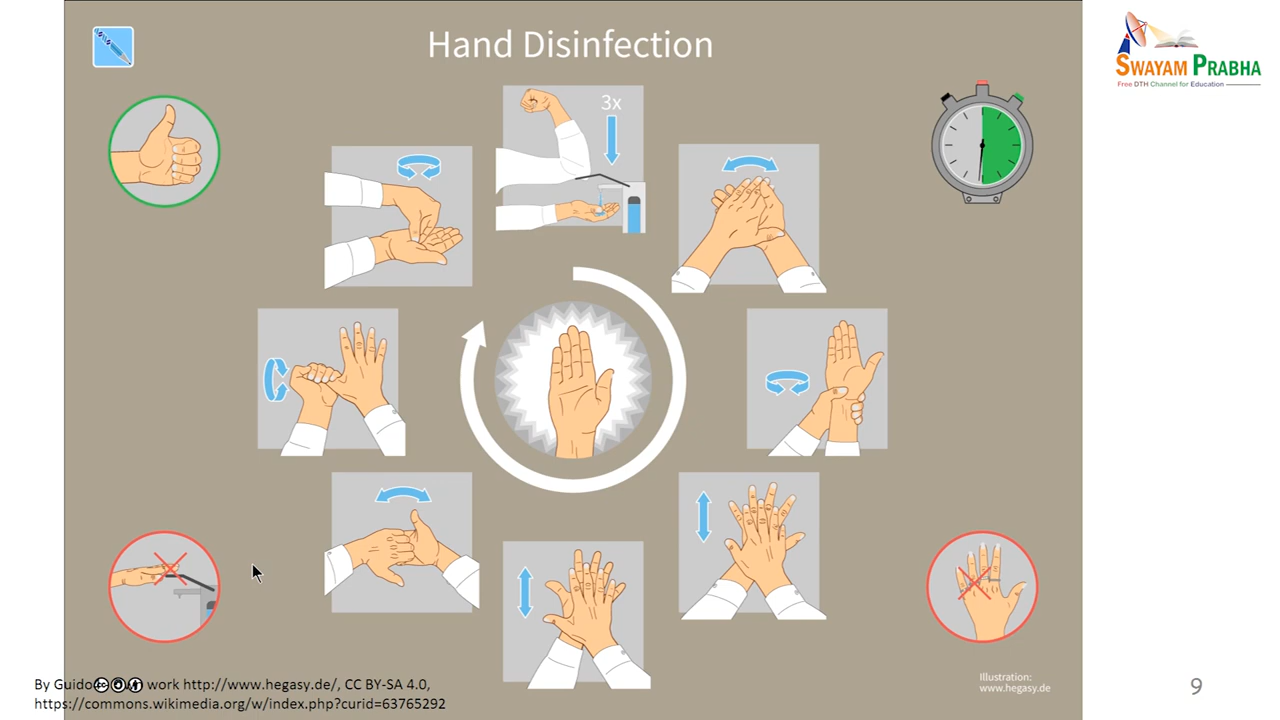 Hand Disinfection
SWAYAM PRABHA
Free DTH Channel for Education
3x
Illustration:
www.hegasy.de
By Guido work http://www.hegasy.de/, CC BY-SA 4.0,
https://commons.wikimedia.org/w/index.php?curid=63765292
9